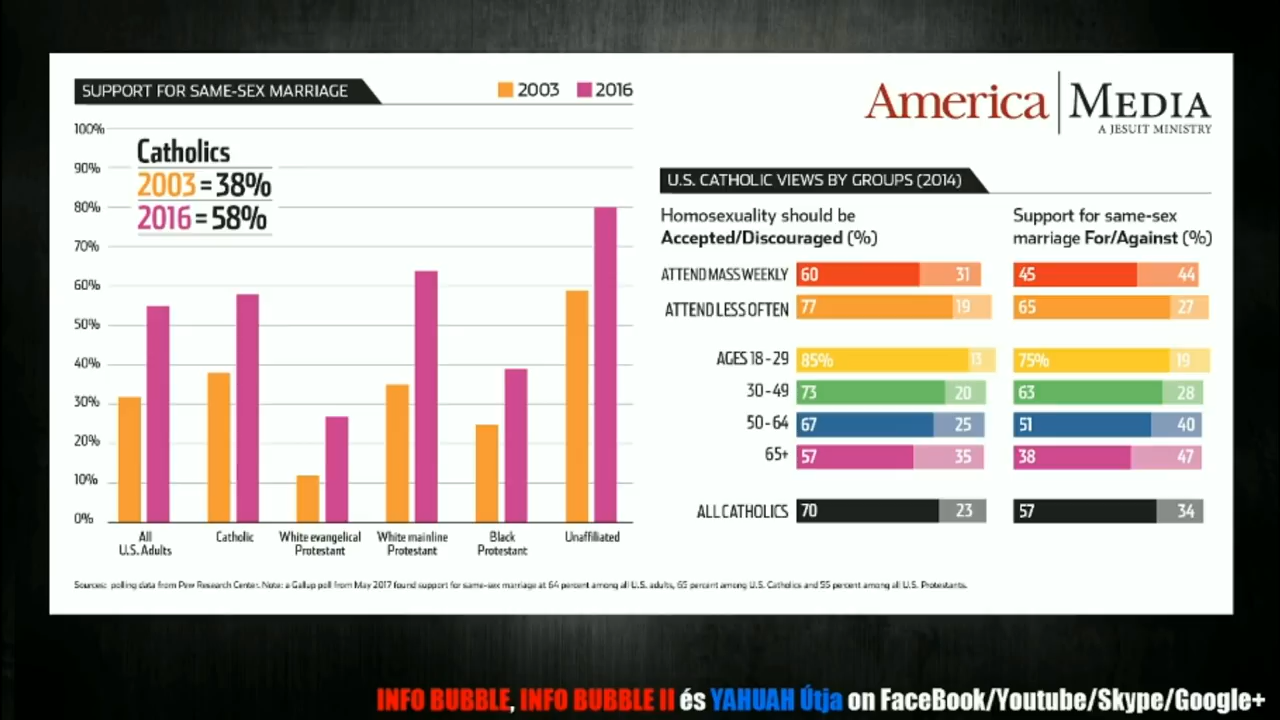 SUPPORT FOR SAME-SEX MARRIAGE
2003 2016
100%
90%
80%
70%
60%
50%
40%
30%
20%
10%
0%
Catholics
2003 = 38%
2016 = 58%
All
U.S. Adults
Catholic
White evangelical
Protestant
White mainline
Protestant
Black
Protestant
Unaffiliated
America MEDIA
A JESUIT MINISTRY
U.S. CATHOLIC VIEWS BY GROUPS (2014)
Homosexuality should be
Accepted/Discouraged (%)
Support for same-sex
marriage For/Against (%)
ATTEND MASS WEEKLY 60 31 45 44
ATTEND LESS OFTEN 77 19 65 27
AGES 18-29 85% 13 75% 19
30-49 73 20 63 28
50-64 67 25 51 40
65+ 57 35 38 47
ALL CATHOLICS 70 23 57 34
Sources: polling data from Pew Research Center. Note: a Gallup poll from May 2017 found support for same-sex marriage at 64 percent among all U.S. adults, 65 percent among U.S. Catholics and 55 percent among all U.S. Protestants.
INFO BUBBLE, INFO BUBBLE II és YAHUAH Útja on FaceBook/Youtube/Skype/Google+